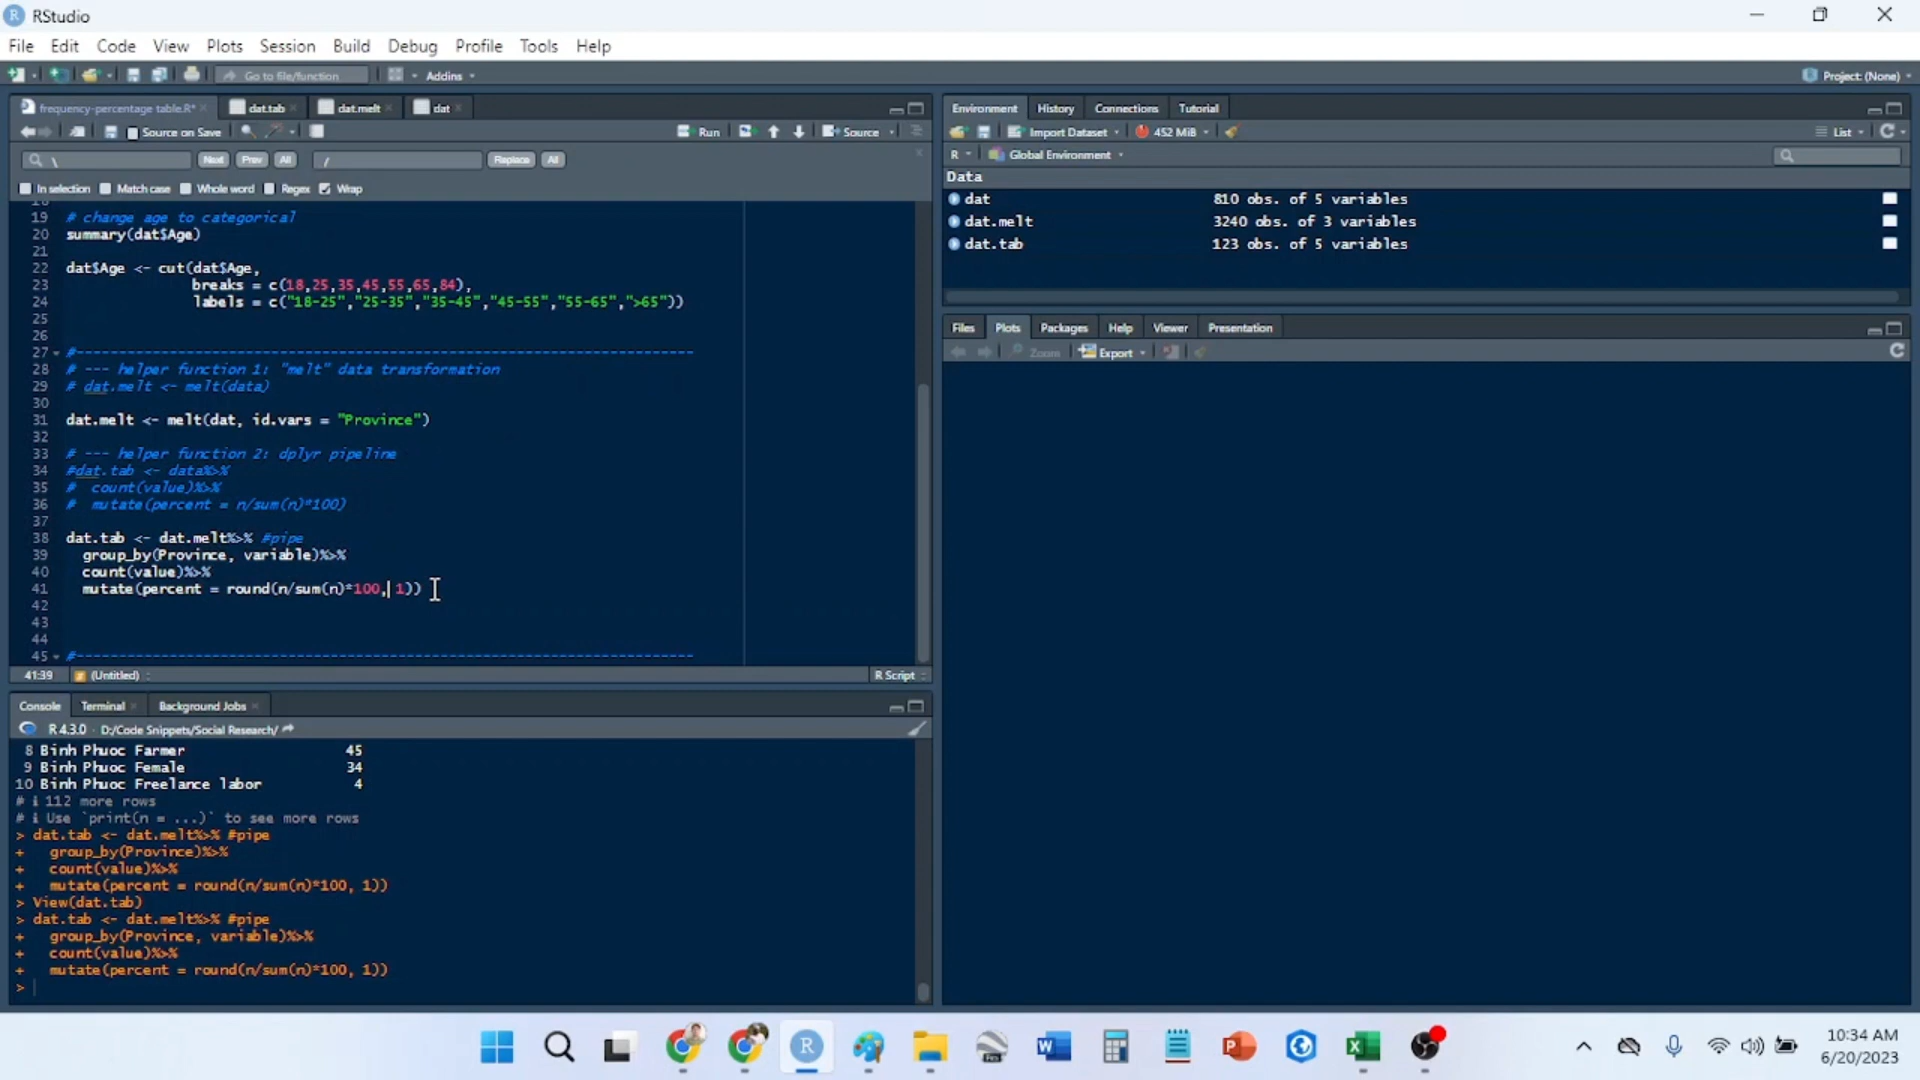 RStudio
File Edit Code View Plots Session Build Debug Profile Tools Help
Go to file/function Addins Project: (None)
frequency-percentage table.R* dat.tab dat.melt dat
Source on Save Run Source
\ Next Prev All / Replace All
In selection Match case Whole word Regex Wrap
19 # change age to categorical
20 summary(dat$Age)
21
22 dat$Age <- cut(dat$Age,
23 breaks = c(18,25,35,45,55,65,84),
24 labels = c("18-25","25-35","35-45","45-55","55-65",">65"))
25
26
27 #--------------------------------------------------------------------------
28 # --- helper function 1: "melt" data transformation
29 # dat.melt <- melt(data)
30
31 dat.melt <- melt(dat, id.vars = "Province")
32
33 # --- helper function 2: dplyr pipeline
34 #dat.tab <- data%>%
35 #  count(value)%>%
36 #  mutate(percent = n/sum(n)*100)
37
38 dat.tab <- dat.melt%>% #pipe
39 group_by(Province, variable)%>%
40 count(value)%>%
41 mutate(percent = round(n/sum(n)*100, 1))
42
43
44
45 #--------------------------------------------------------------------------
41:39 (Untitled) R Script
Console Terminal Background Jobs
R 4.3.0 · D:/Code Snippets/Social Research/
8 Binh Phuoc Farmer 45
9 Binh Phuoc Female 34
10 Binh Phuoc Freelance labor 4
# ℹ 112 more rows
# ℹ Use `print(n = ...)` to see more rows
> dat.tab <- dat.melt%>% #pipe
+   group_by(Province)%>%
+   count(value)%>%
+   mutate(percent = round(n/sum(n)*100, 1))
> View(dat.tab)
> dat.tab <- dat.melt%>% #pipe
+   group_by(Province, variable)%>%
+   count(value)%>%
+   mutate(percent = round(n/sum(n)*100, 1))
>
Environment History Connections Tutorial
Import Dataset 452 MiB List
R Global Environment
Data
dat 810 obs. of 5 variables
dat.melt 3240 obs. of 3 variables
dat.tab 123 obs. of 5 variables
Files Plots Packages Help Viewer Presentation
Zoom Export
10:34 AM
6/20/2023